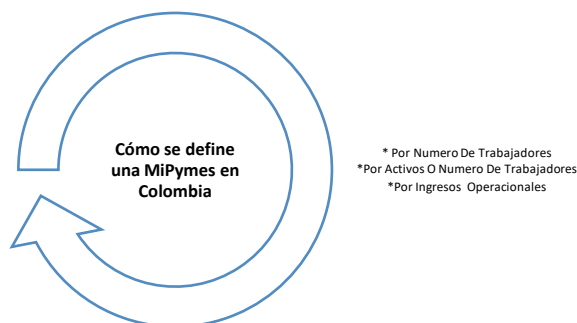 Cómo se define
una MiPymes en
Colombia
* Por Numero De Trabajadores
*Por Activos O Numero De Trabajadores
*Por Ingresos Operacionales